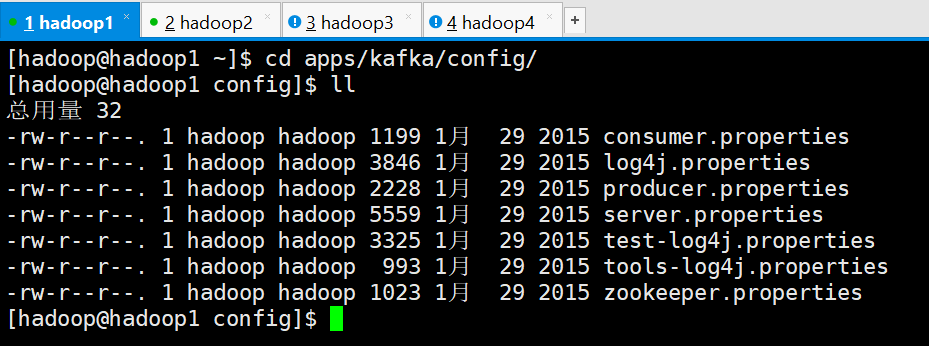 1 hadoop1 × 2 hadoop2 × 3 hadoop3 × 4 hadoop4 × +
[hadoop@hadoop1 ~]$ cd apps/kafka/config/
[hadoop@hadoop1 config]$ ll
总用量 32
-rw-r--r--. 1 hadoop hadoop 1199 1月  29 2015 consumer.properties
-rw-r--r--. 1 hadoop hadoop 3846 1月  29 2015 log4j.properties
-rw-r--r--. 1 hadoop hadoop 2228 1月  29 2015 producer.properties
-rw-r--r--. 1 hadoop hadoop 5559 1月  29 2015 server.properties
-rw-r--r--. 1 hadoop hadoop 3325 1月  29 2015 test-log4j.properties
-rw-r--r--. 1 hadoop hadoop  993 1月  29 2015 tools-log4j.properties
-rw-r--r--. 1 hadoop hadoop 1023 1月  29 2015 zookeeper.properties
[hadoop@hadoop1 config]$